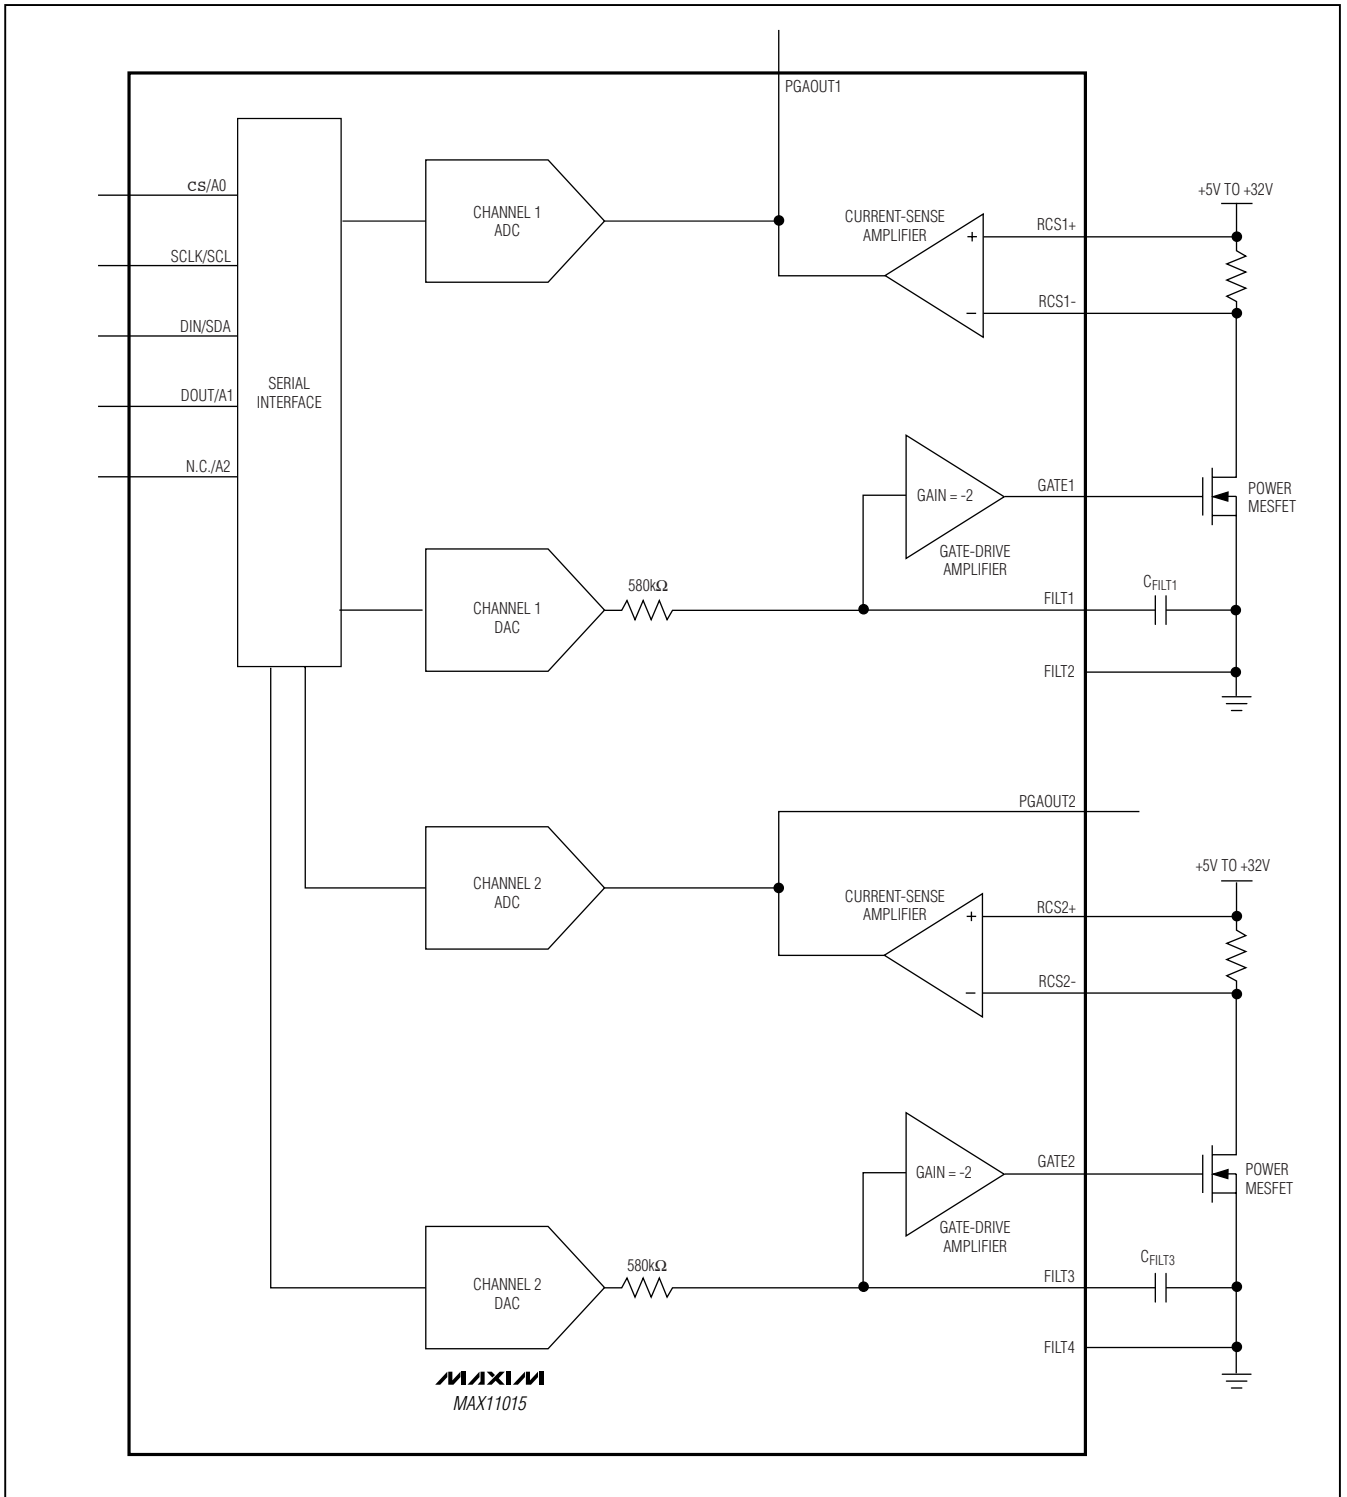 PGAOUT1
CS/A0
SCLK/SCL
DIN/SDA
DOUT/A1
N.C./A2
SERIAL
INTERFACE
CHANNEL 1
ADC
CURRENT-SENSE
AMPLIFIER
+
−
RCS1+
RCS1-
+5V TO +32V
GAIN = -2
GATE1
POWER
MESFET
GATE-DRIVE
AMPLIFIER
CHANNEL 1
DAC
580kΩ
FILT1
CFILT1
FILT2
PGAOUT2
CHANNEL 2
ADC
CURRENT-SENSE
AMPLIFIER
+
−
RCS2+
RCS2-
+5V TO +32V
GAIN = -2
GATE2
POWER
MESFET
GATE-DRIVE
AMPLIFIER
CHANNEL 2
DAC
580kΩ
FILT3
CFILT3
FILT4
MAXIM
MAX11015